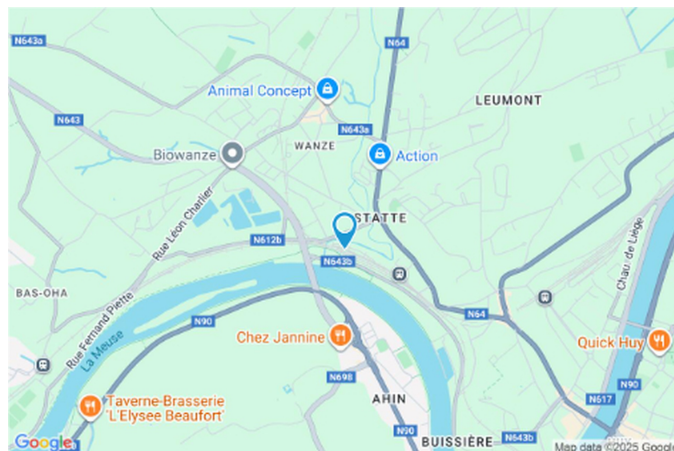 N643a
N64
Animal Concept
LEUMONT
N643
N643a
WANZE
Biowanze
Action
Chau. de Liège
Rue Léon Charlier
STATTE
N612b
N643b
BAS-OHA
Rue Fernand Piette
La Meuse
N90
N64
Chez Jannine
Quick Huy
N90
N698
Taverne-Brasserie
'L'Elysee Beaufort'
N617
AHIN
N90
BUISSIÈRE
N643b
Google
Map data ©2025 Google